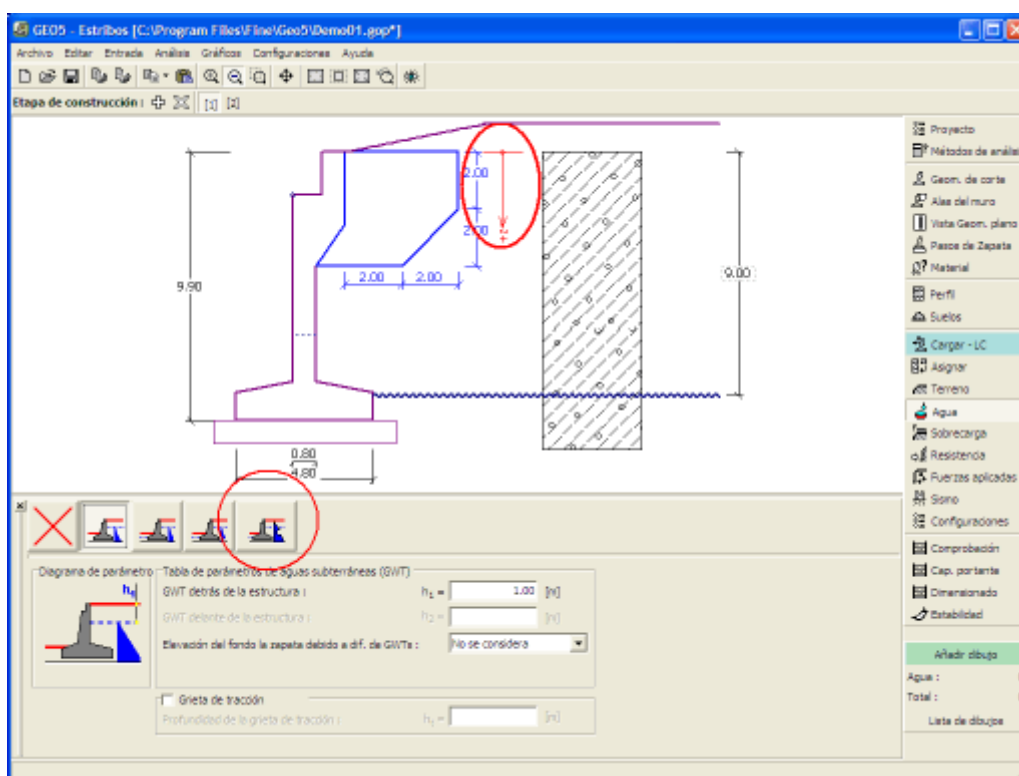 GEO5 - Estribos [C:\Program Files\Fine\Geo5\Demo01.gop*]
Archivo Editar Entrada Análisis Gráficos Configuraciones Ayuda
Etapa de construcción : [1] [2]
2.00
2.00
+z
2.00 2.00
9.90
9.00
0.80
4.80
Proyecto
Métodos de anális
Geom. de corte
Alas del muro
Vista Geom. plano
Pasos de Zapata
Material
Perfil
Suelos
Cargar - LC
Asignar
Terreno
Agua
Sobrecarga
Resistencia
Fuerzas aplicadas
Sismo
Configuraciones
Comprobación
Cap. portante
Dimensionado
Estabilidad
Añadir dibujo
Agua :
Total :
Lista de dibujos
Diagrama de parámetro
h₁
Tabla de parámetros de aguas subterráneas (GWT)
GWT detrás de la estructura : h₁ = 1.00 [m]
GWT delante de la estructura : h₂ = [m]
Elevación del fondo la zapata debido a dif. de GWTs : No se considera
Grieta de tracción
Profundidad de la grieta de tracción : hₜ = [m]